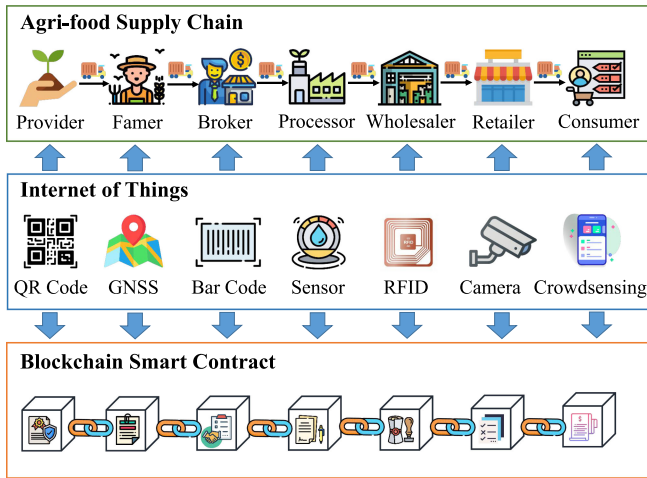 Agri-food Supply Chain
Provider Famer Broker Processor Wholesaler Retailer Consumer
Internet of Things
QR Code GNSS Bar Code Sensor RFID Camera Crowdsensing
Blockchain Smart Contract